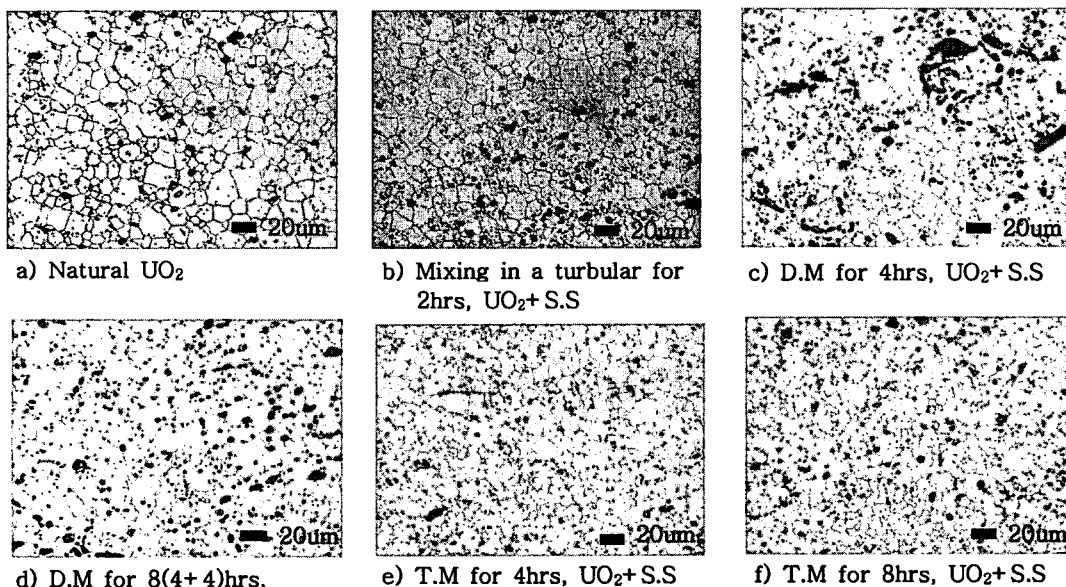 20um
20um
20um
a) Natural UO₂
b) Mixing in a turbular for
2hrs, UO₂+ S.S
c) D.M for 4hrs, UO₂+ S.S
20um
20um
20um
d) D.M for 8(4+4)hrs,
e) T.M for 4hrs, UO₂+ S.S
f) T.M for 8hrs, UO₂+ S.S